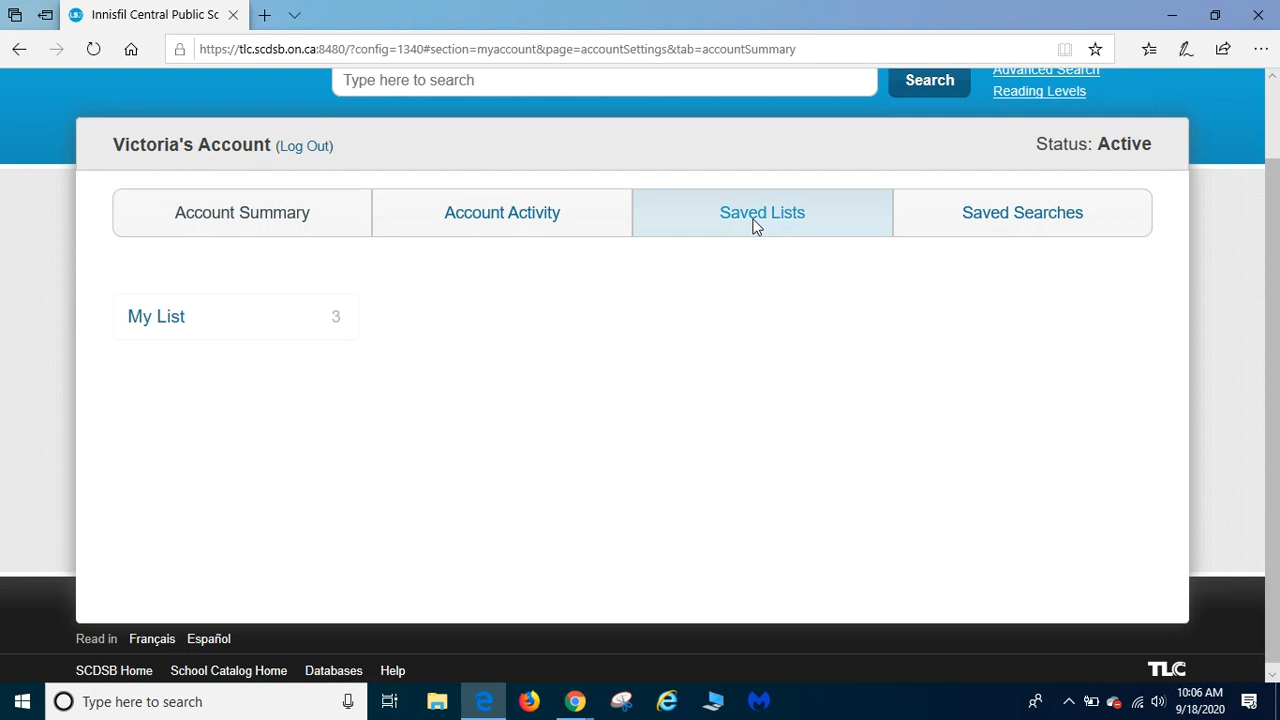 Innisfil Central Public Sc
https://tlc.scdsb.on.ca:8480/?config=1340#section=myaccount&page=accountSettings&tab=accountSummary
Type here to search
Search
Advanced Search
Reading Levels
Victoria's Account (Log Out)
Status: Active
Account Summary
Account Activity
Saved Lists
Saved Searches
My List 3
Read in Français Español
SCDSB Home School Catalog Home Databases Help
TLC
Type here to search
10:06 AM
9/18/2020